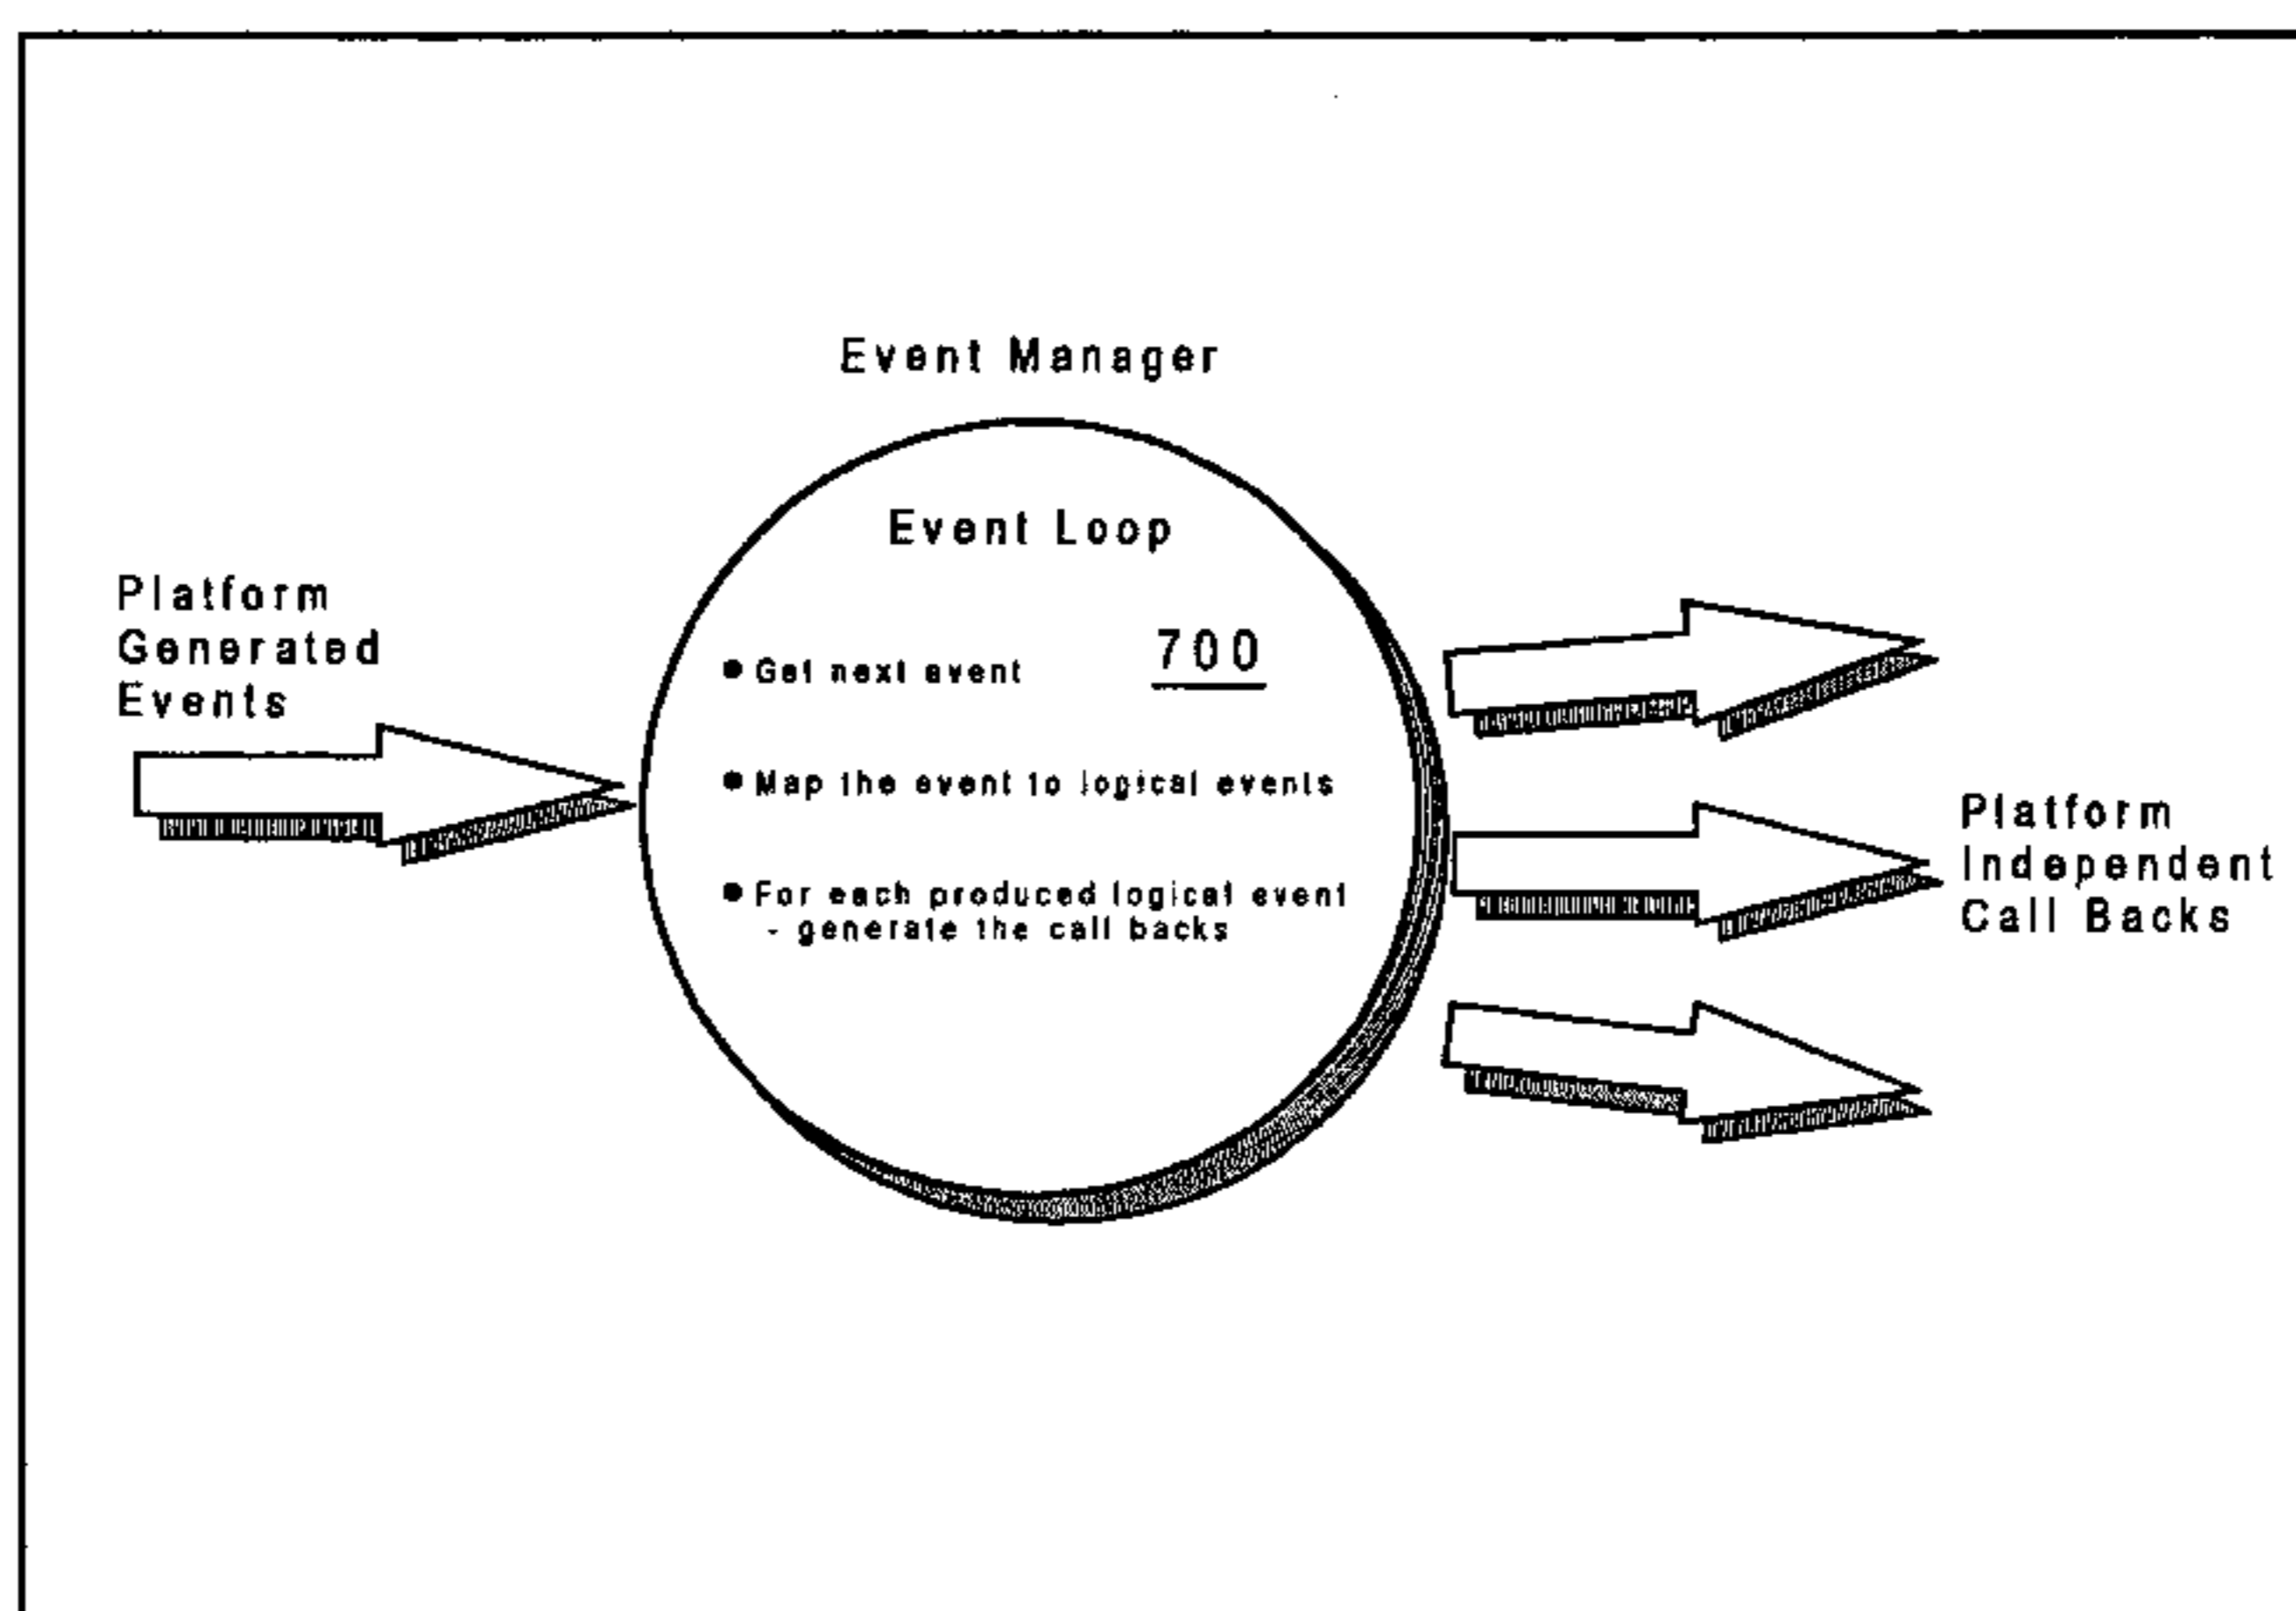 Event Manager
Event Loop
Platform
Generated
Events
700
● Get next event
● Map the event to logical events
● For each produced logical event
- generate the call backs
Platform
Independent
Call Backs